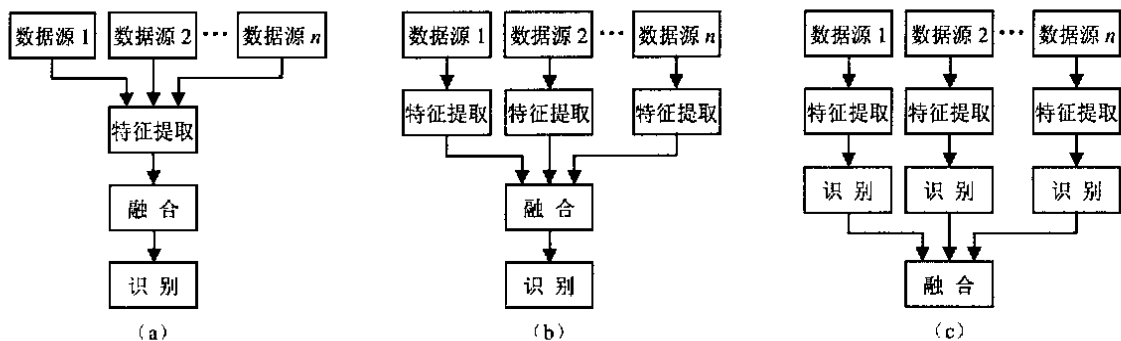 数据源 1 数据源 2 … 数据源 n
特征提取
融 合
识 别
(a)
数据源 1 数据源 2 … 数据源 n
特征提取 特征提取 特征提取
融 合
识 别
(b)
数据源 1 数据源 2 … 数据源 n
特征提取 特征提取 特征提取
识 别 识 别 识 别
融 合
(c)